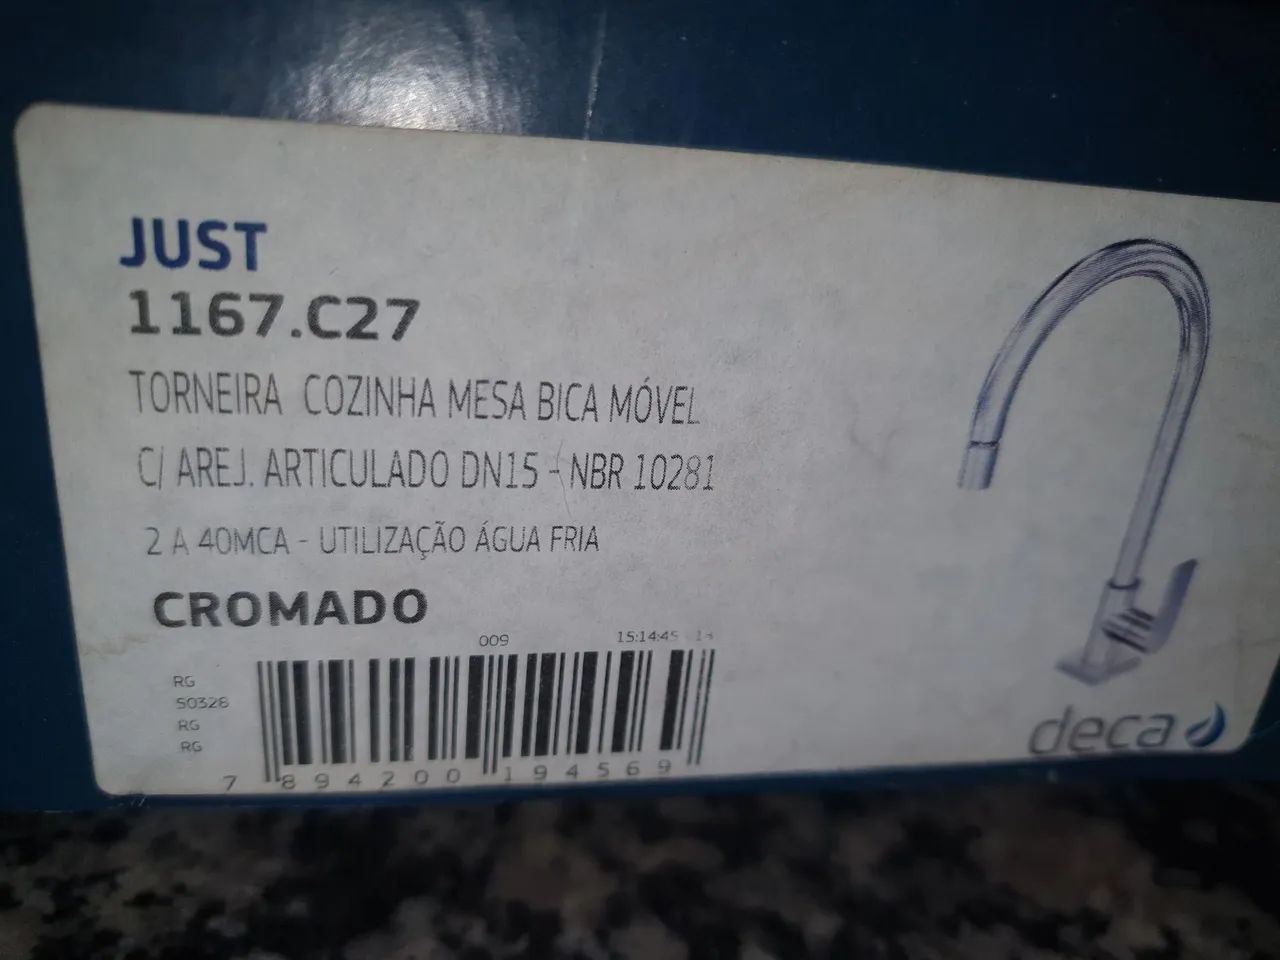 JUST
1167.C27
TORNEIRA COZINHA MESA BICA MÓVEL
C/ AREJ. ARTICULADO DN15 - NBR 10281
2 A 40MCA - UTILIZAÇÃO ÁGUA FRIA
CROMADO
009 15:14:45
RG
50328
RG
RG
7 894200 194569
deca